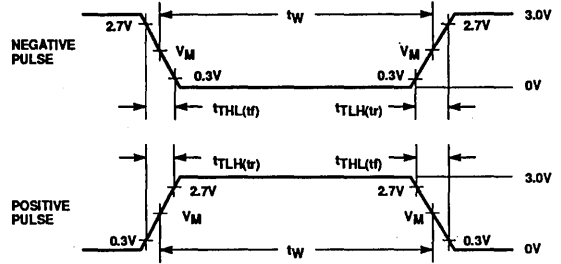 tW 3.0V
2.7V 2.7V
NEGATIVE
PULSE
VM VM
0.3V 0.3V
0V
tTHL(tf) tTLH(tr)
tTLH(tr) tTHL(tf)
3.0V
2.7V 2.7V
POSITIVE
PULSE
VM VM
0.3V 0.3V
tW 0V